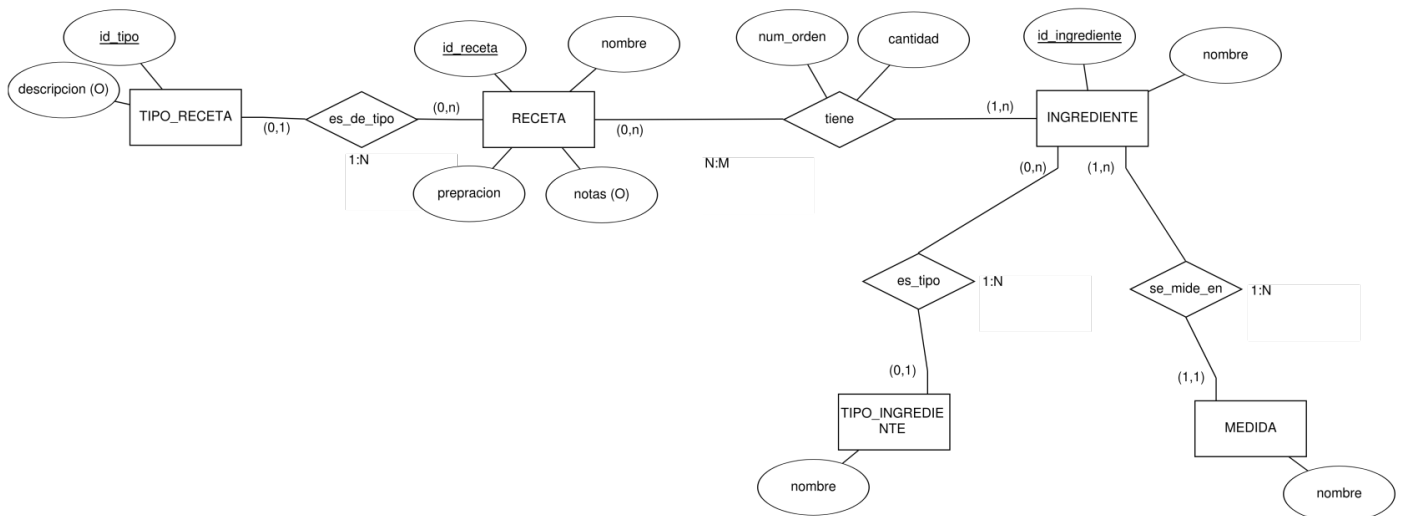 id_tipo
descripcion (O)
TIPO_RECETA
(0,1)
es_de_tipo
1:N
(0,n)
id_receta
nombre
RECETA
prepracion
notas (O)
(0,n)
N:M
num_orden
cantidad
tiene
(1,n)
id_ingrediente
nombre
INGREDIENTE
(0,n)
(1,n)
es_tipo
1:N
se_mide_en
1:N
(0,1)
(1,1)
TIPO_INGREDIE
NTE
MEDIDA
nombre
nombre